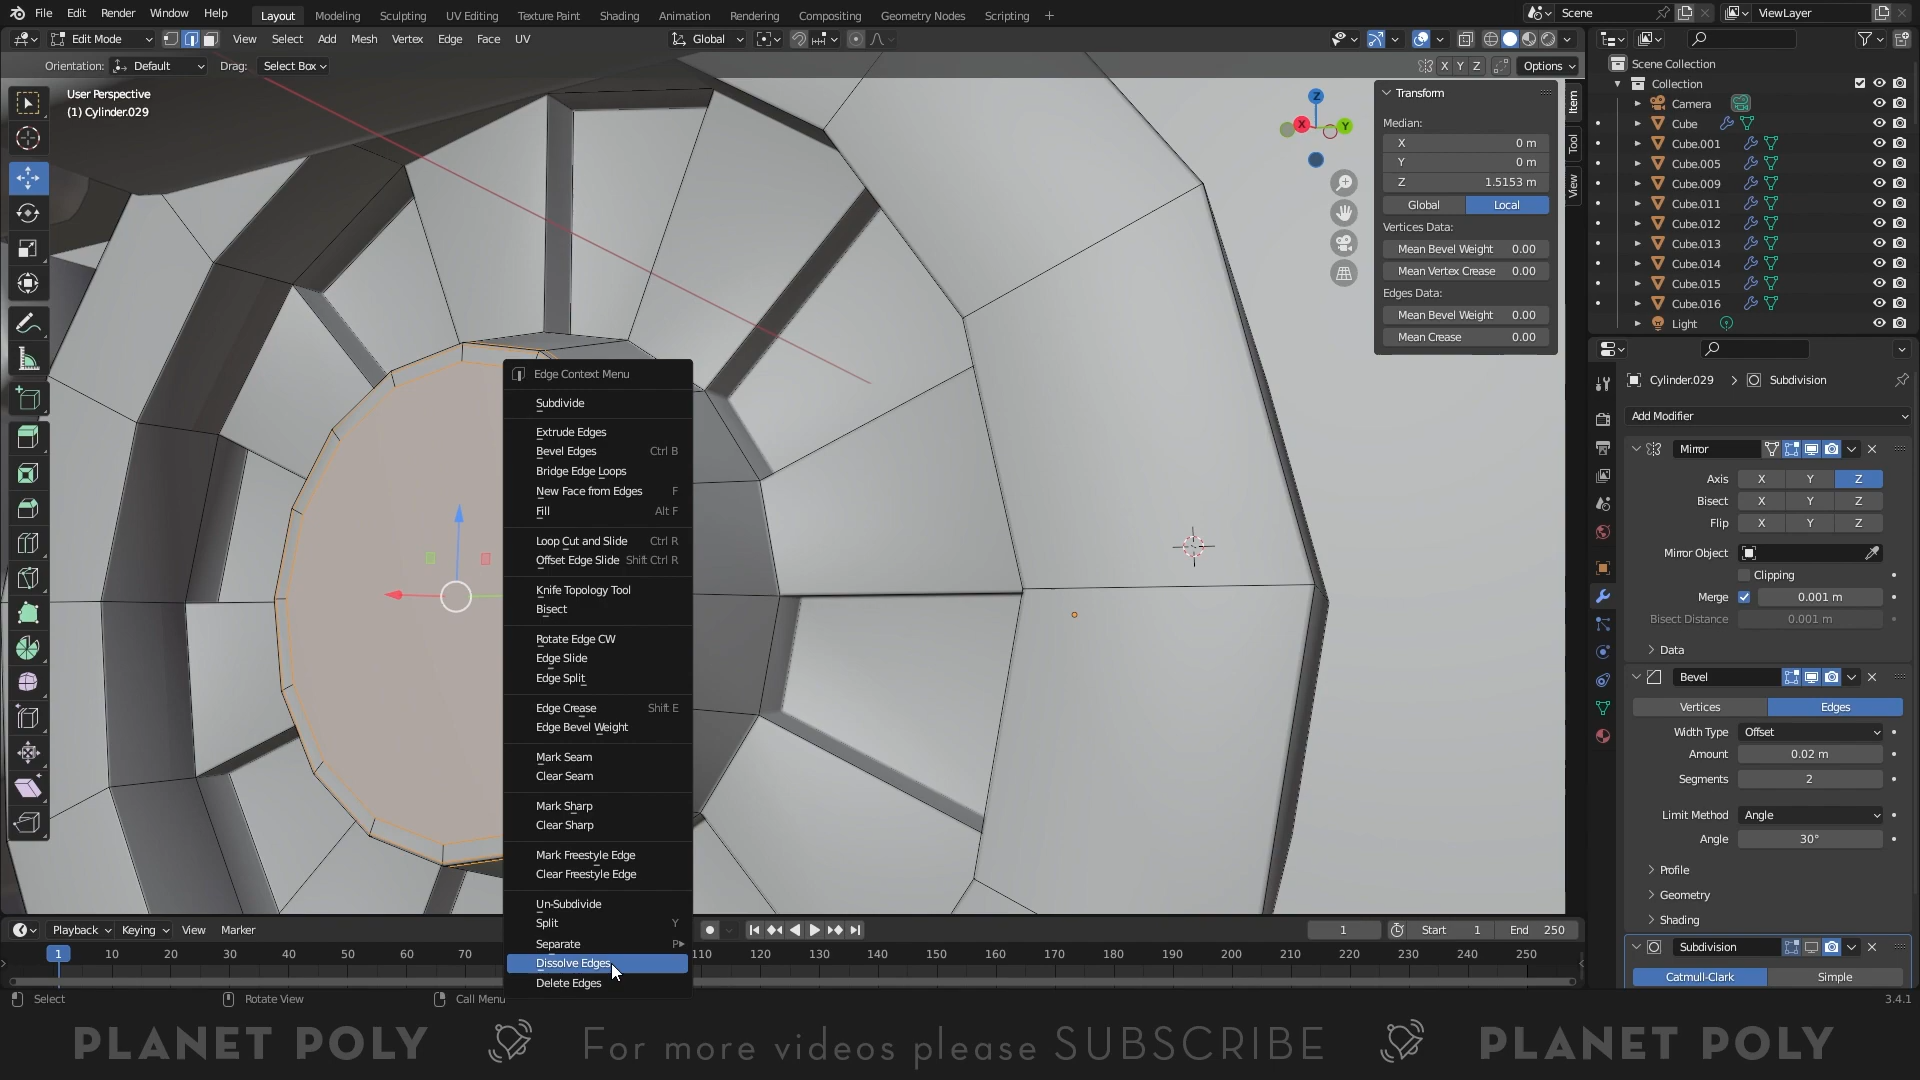 File Edit Render Window Help Layout Modeling Sculpting UV Editing Texture Paint Shading Animation Rendering Compositing Geometry Nodes Scripting + Scene ViewLayer
Edit Mode View Select Add Mesh Vertex Edge Face UV Global
Orientation: Default Drag: Select Box X Y Z Options
User Perspective
(1) Cylinder.029
Z
X
Y
Transform
Median:
X 0 m
Y 0 m
Z 1.5153 m
Global Local
Vertices Data:
Mean Bevel Weight 0.00
Mean Vertex Crease 0.00
Edges Data:
Mean Bevel Weight 0.00
Mean Crease 0.00
Item
Tool
View
Scene Collection
Collection
Camera
Cube
Cube.001
Cube.005
Cube.009
Cube.011
Cube.012
Cube.013
Cube.014
Cube.015
Cube.016
Light
Cylinder.029 > Subdivision
Add Modifier
Mirror
Axis X Y Z
Bisect X Y Z
Flip X Y Z
Mirror Object
Clipping
Merge 0.001 m
Bisect Distance 0.001 m
Data
Bevel
Vertices Edges
Width Type Offset
Amount 0.02 m
Segments 2
Limit Method Angle
Angle 30°
Profile
Geometry
Shading
Subdivision
Catmull-Clark Simple
Edge Context Menu
Subdivide
Extrude Edges
Bevel Edges Ctrl B
Bridge Edge Loops
New Face from Edges F
Fill Alt F
Loop Cut and Slide Ctrl R
Offset Edge Slide Shift Ctrl R
Knife Topology Tool
Bisect
Rotate Edge CW
Edge Slide
Edge Split
Edge Crease Shift E
Edge Bevel Weight
Mark Seam
Clear Seam
Mark Sharp
Clear Sharp
Mark Freestyle Edge
Clear Freestyle Edge
Un-Subdivide
Split Y
Separate P
Dissolve Edges
Delete Edges
Playback Keying View Marker 1 Start 1 End 250
1 10 20 30 40 50 60 70 110 120 130 140 150 160 170 180 190 200 210 220 230 240 250
Select Rotate View Call Menu 3.4.1
PLANET POLY For more videos please SUBSCRIBE PLANET POLY